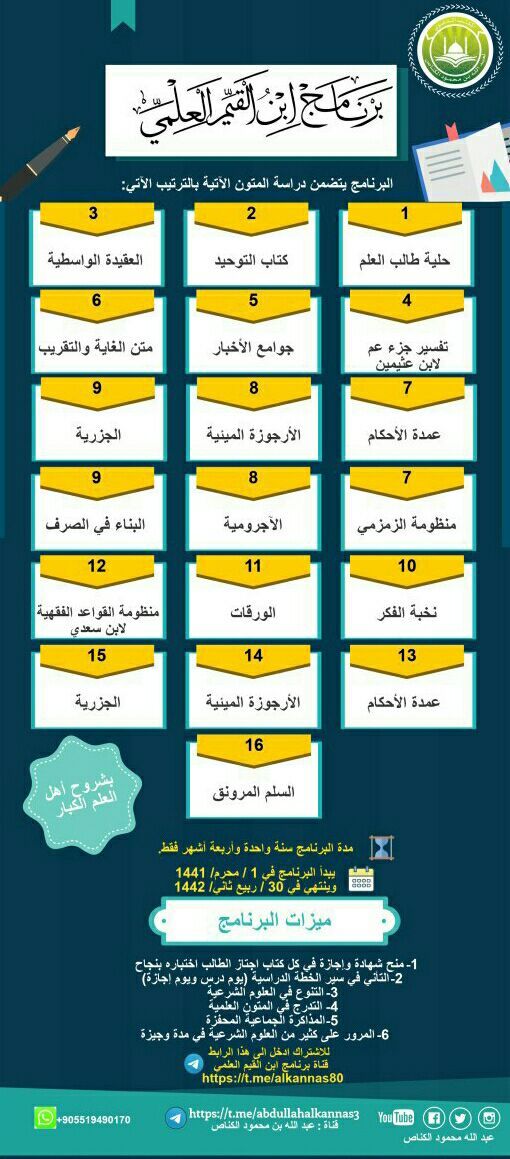 برنامج ابن القيم العلمي
البرنامج يتضمن دراسة المتون الآتية بالترتيب الآتي:
1
حلية طالب العلم
2
كتاب التوحيد
3
العقيدة الواسطية
4
تفسير جزء عم
لابن عثيمين
5
جوامع الأخبار
6
متن الغاية والتقريب
7
عمدة الأحكام
8
الأرجوزة الميئية
9
الجزرية
7
منظومة الزمزمي
8
الآجرومية
9
البناء في الصرف
10
نخبة الفكر
11
الورقات
12
منظومة القواعد الفقهية
لابن سعدي
13
عمدة الأحكام
14
الأرجوزة الميئية
15
الجزرية
16
السلم المرونق
بشروح أهل
العلم الكبار
مدة البرنامج سنة واحدة وأربعة أشهر فقط.
يبدأ البرنامج في 1 / محرم/ 1441
وينتهي في 30 / ربيع ثاني/ 1442
ميزات البرنامج
1- منح شهادة وإجازة في كل كتاب اجتاز الطالب اختباره بنجاح
2- التأني في سير الخطة الدراسية (يوم درس ويوم إجازة)
3- التنوع في العلوم الشرعية
4- التدرج في المتون العلمية
5- المذاكرة الجماعية المحفزة
6- المرور على كثير من العلوم الشرعية في مدة وجيزة
للاشتراك ادخل الى هذا الرابط
قناة برنامج ابن القيم العلمي
https://t.me/alkannas80
+905519490170
https://t.me/abdullahalkannas3
قناة : عبد الله بن محمود الكناص
YouTube
عبد الله محمود الكناص